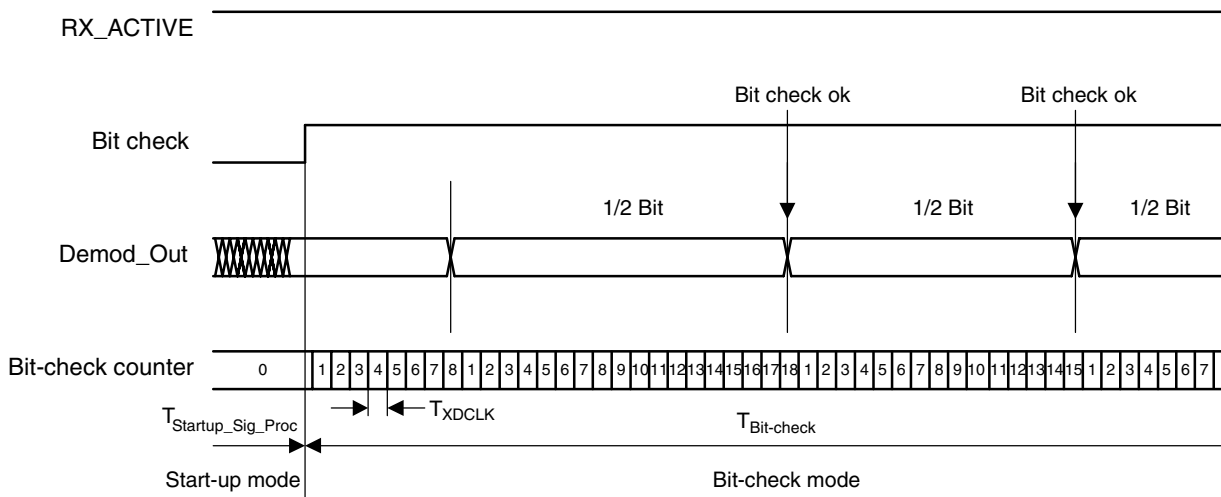 RX_ACTIVE
Bit check ok Bit check ok
Bit check
1/2 Bit 1/2 Bit 1/2 Bit
Demod_Out
Bit-check counter 0 1 2 3 4 5 6 7 8 1 2 3 4 5 6 7 8 9 10 11 12 13 14 15 16 17 18 1 2 3 4 5 6 7 8 9 10 11 12 13 14 15 1 2 3 4 5 6 7
TStartup_Sig_Proc TXDCLK TBit-check
Start-up mode Bit-check mode